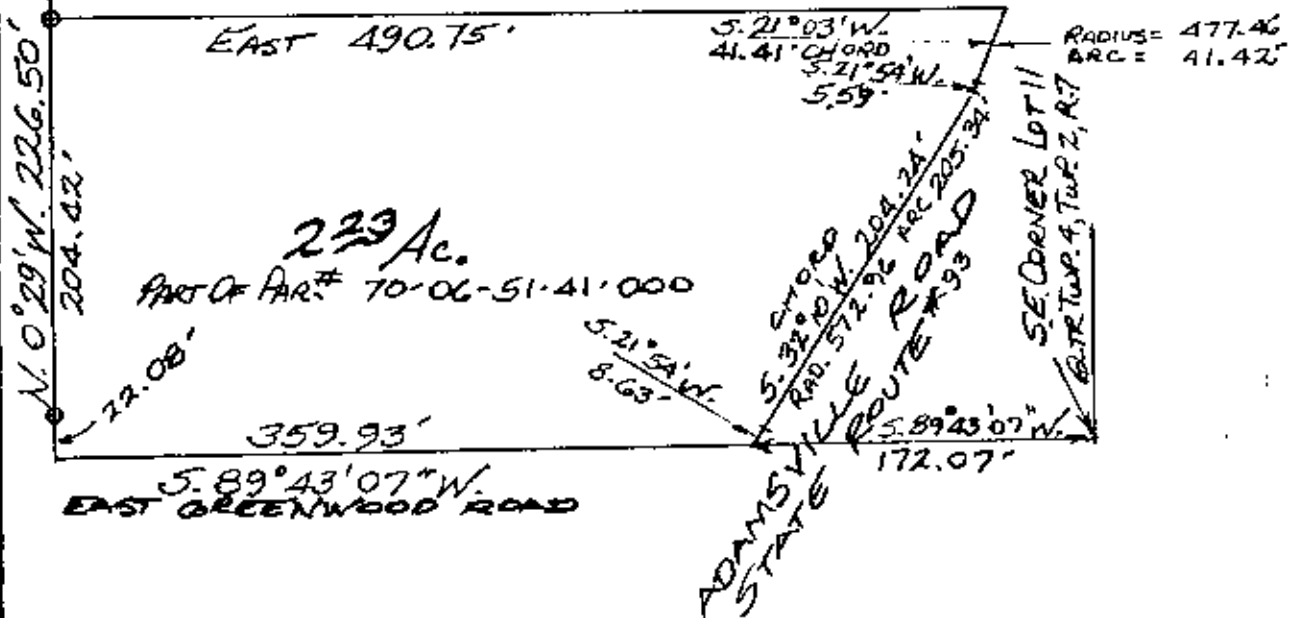 EAST 490.75'
S.21°03'W.
41.41' CHORD
S.21°54'W.
5.59'
RADIUS= 477.46
ARC= 41.42'
N. 0°29'W. 226.50'
204.42'
22.08'
2 23 Ac.
PART OF PAR.# 70-06-51-41-000
S.21°54'W.
8.63'
CHORD
S.32°10'W. 204.24'
RAD. 572.96 ARC 205.34'
ADAMSVILLE ROAD
STATE ROUTE #93
SE CORNER LOT 11
QTR TWP. 4, TWP. 2, R.7
S.89°43'07"W.
172.07'
359.93'
S.89°43'07"W.
EAST GREENWOOD ROAD